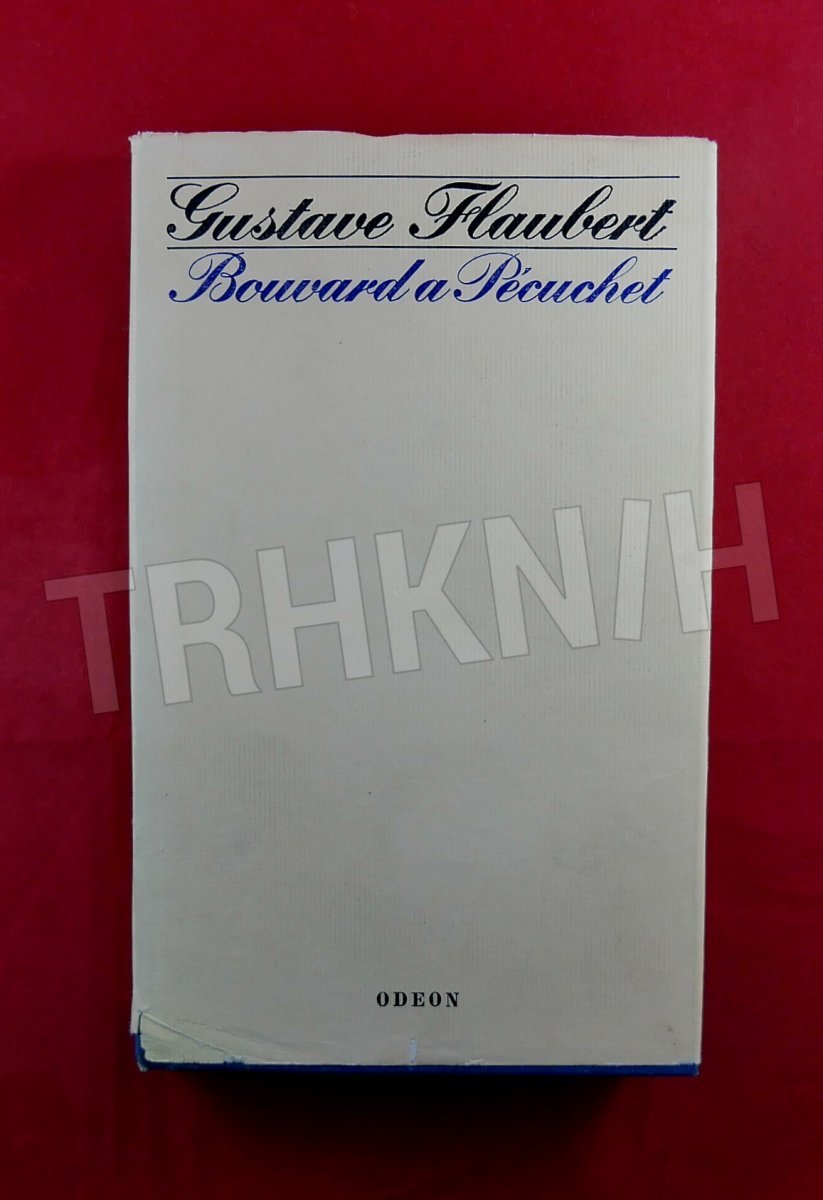 Gustave Flaubert
Bouvard a Pécuchet
TRHKNIH
ODEON